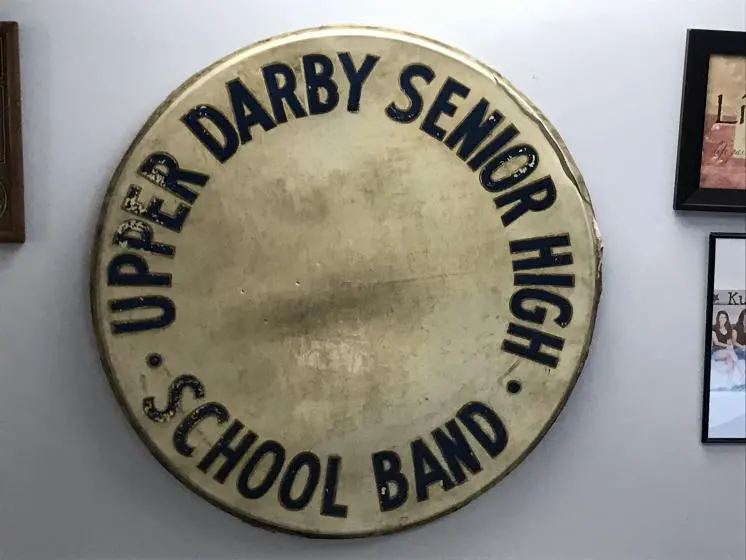 UPPER DARBY SENIOR HIGH
• SCHOOL BAND •